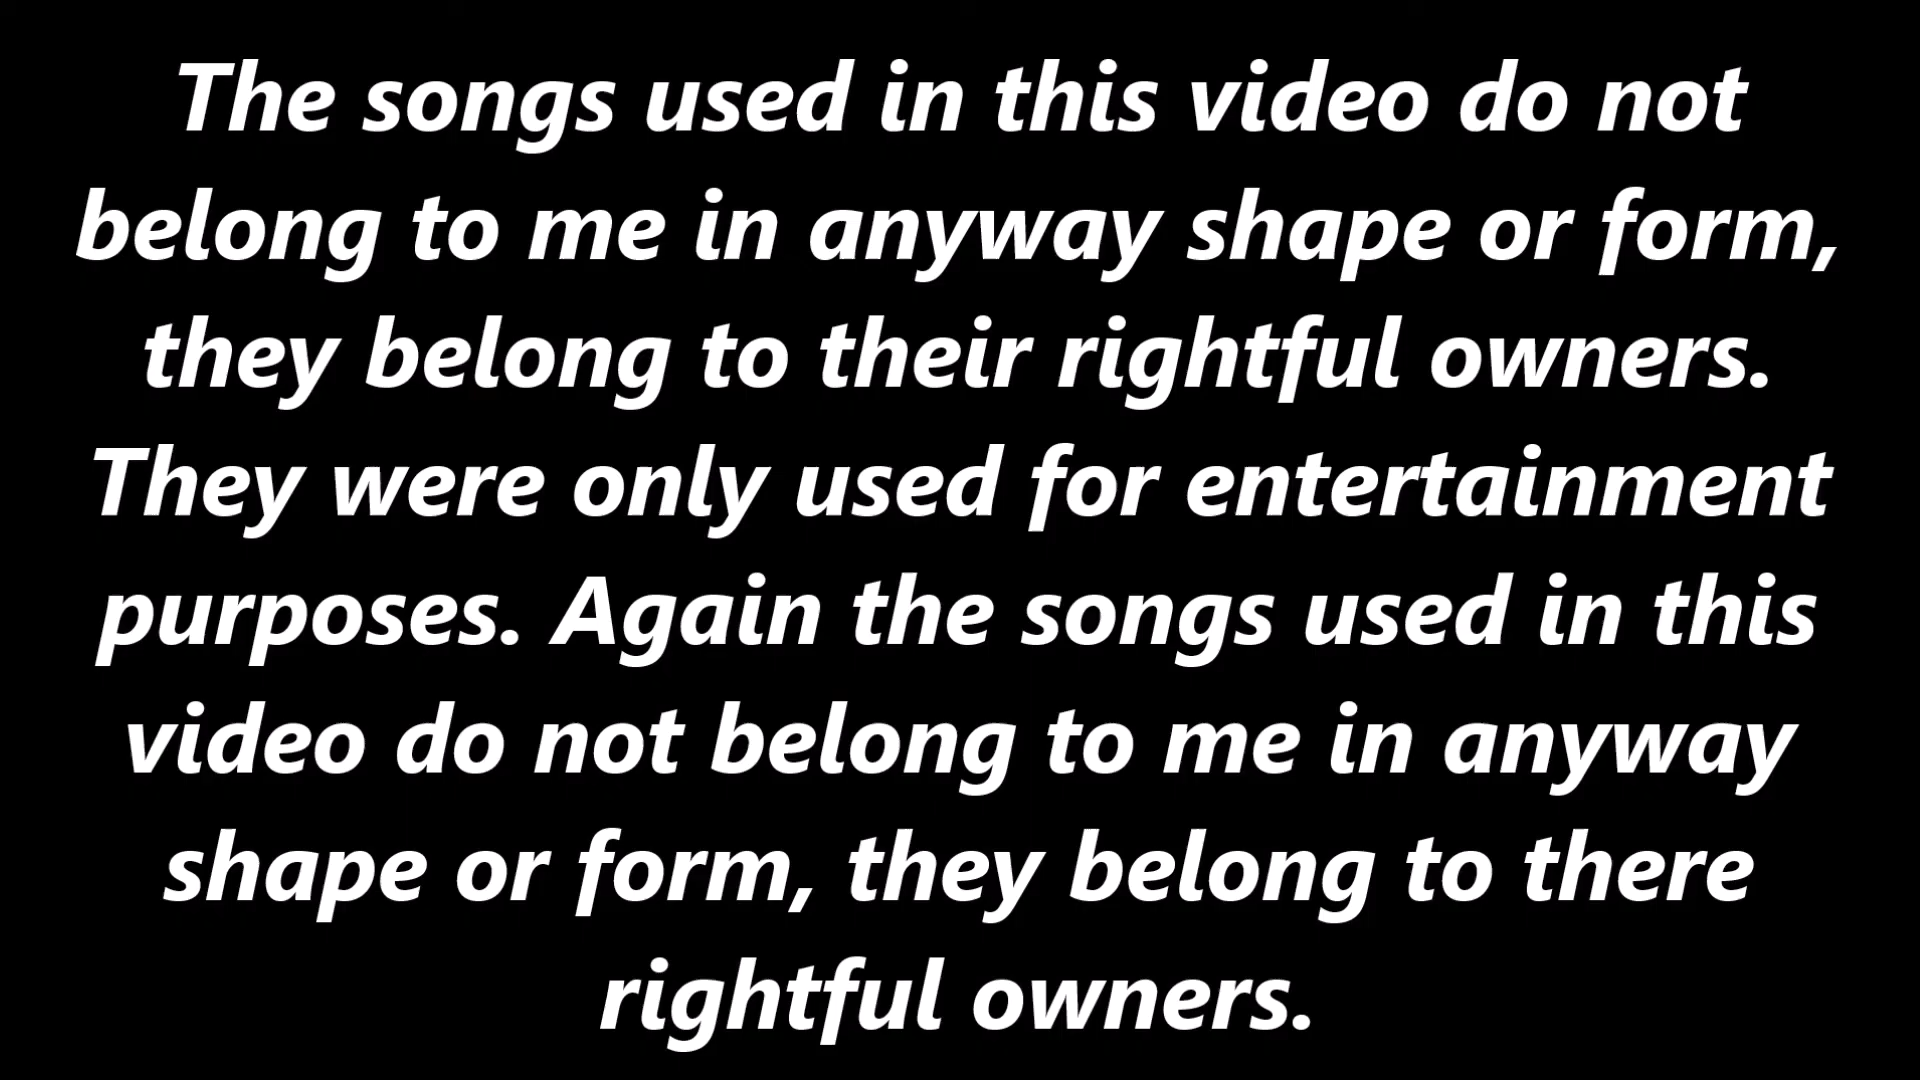 The songs used in this video do not
belong to me in anyway shape or form,
they belong to their rightful owners.
They were only used for entertainment
purposes. Again the songs used in this
video do not belong to me in anyway
shape or form, they belong to there
rightful owners.